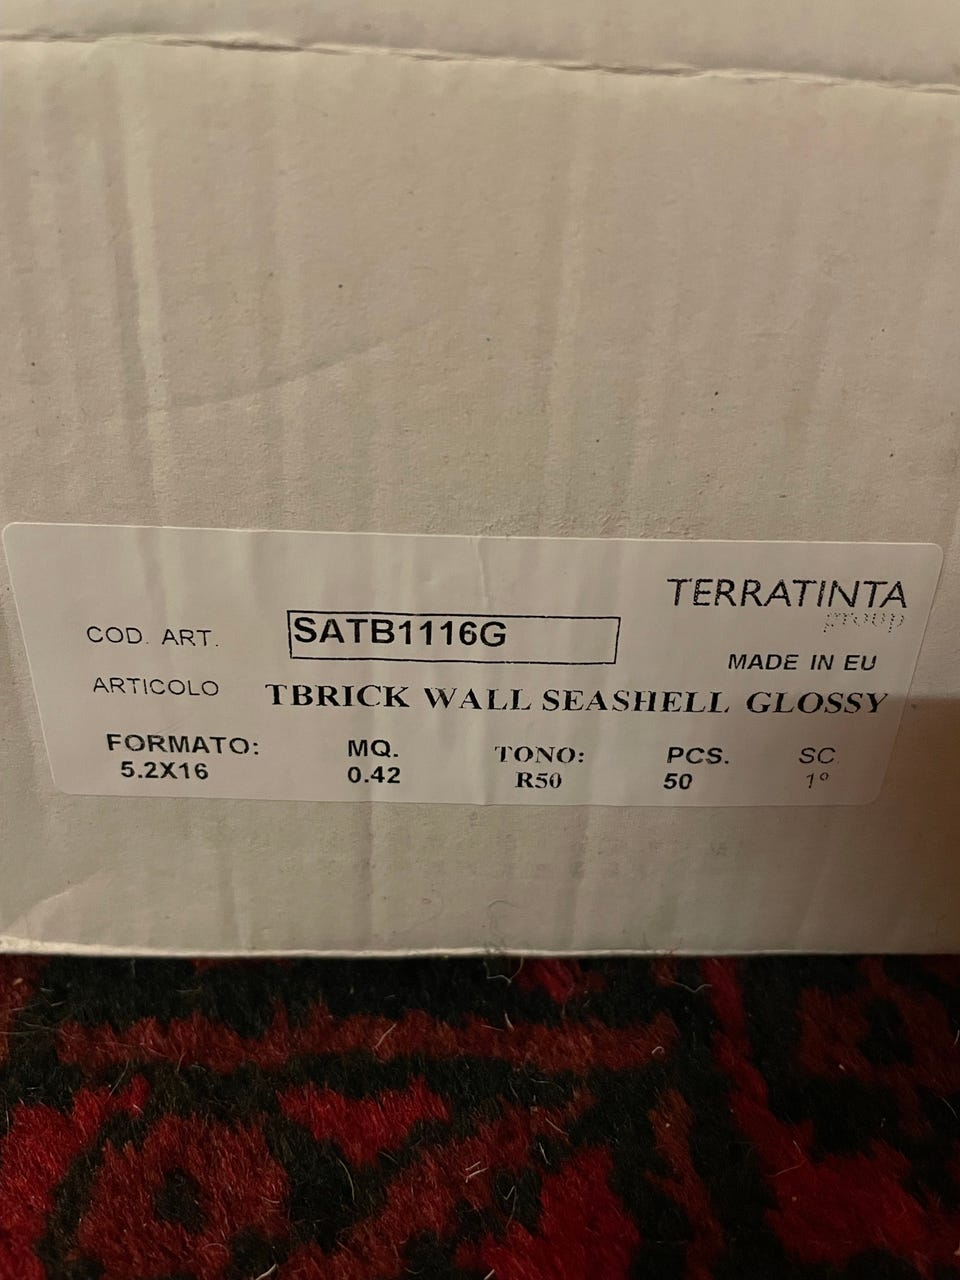 TERRATINTA
group
COD. ART. SATB1116G
MADE IN EU
ARTICOLO TBRICK WALL SEASHELL GLOSSY
FORMATO: MQ. TONO: PCS. SC
5.2X16 0.42 R50 50 1°